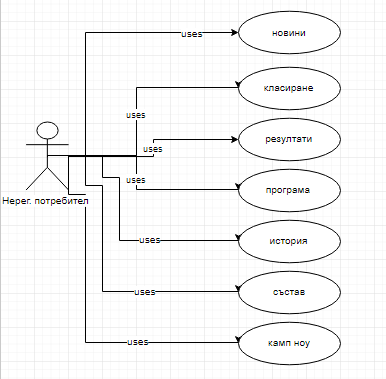 uses
новини
класиране
uses
резултати
uses
uses
програма
Нерег. потребител
uses
история
uses
състав
uses
камп ноу